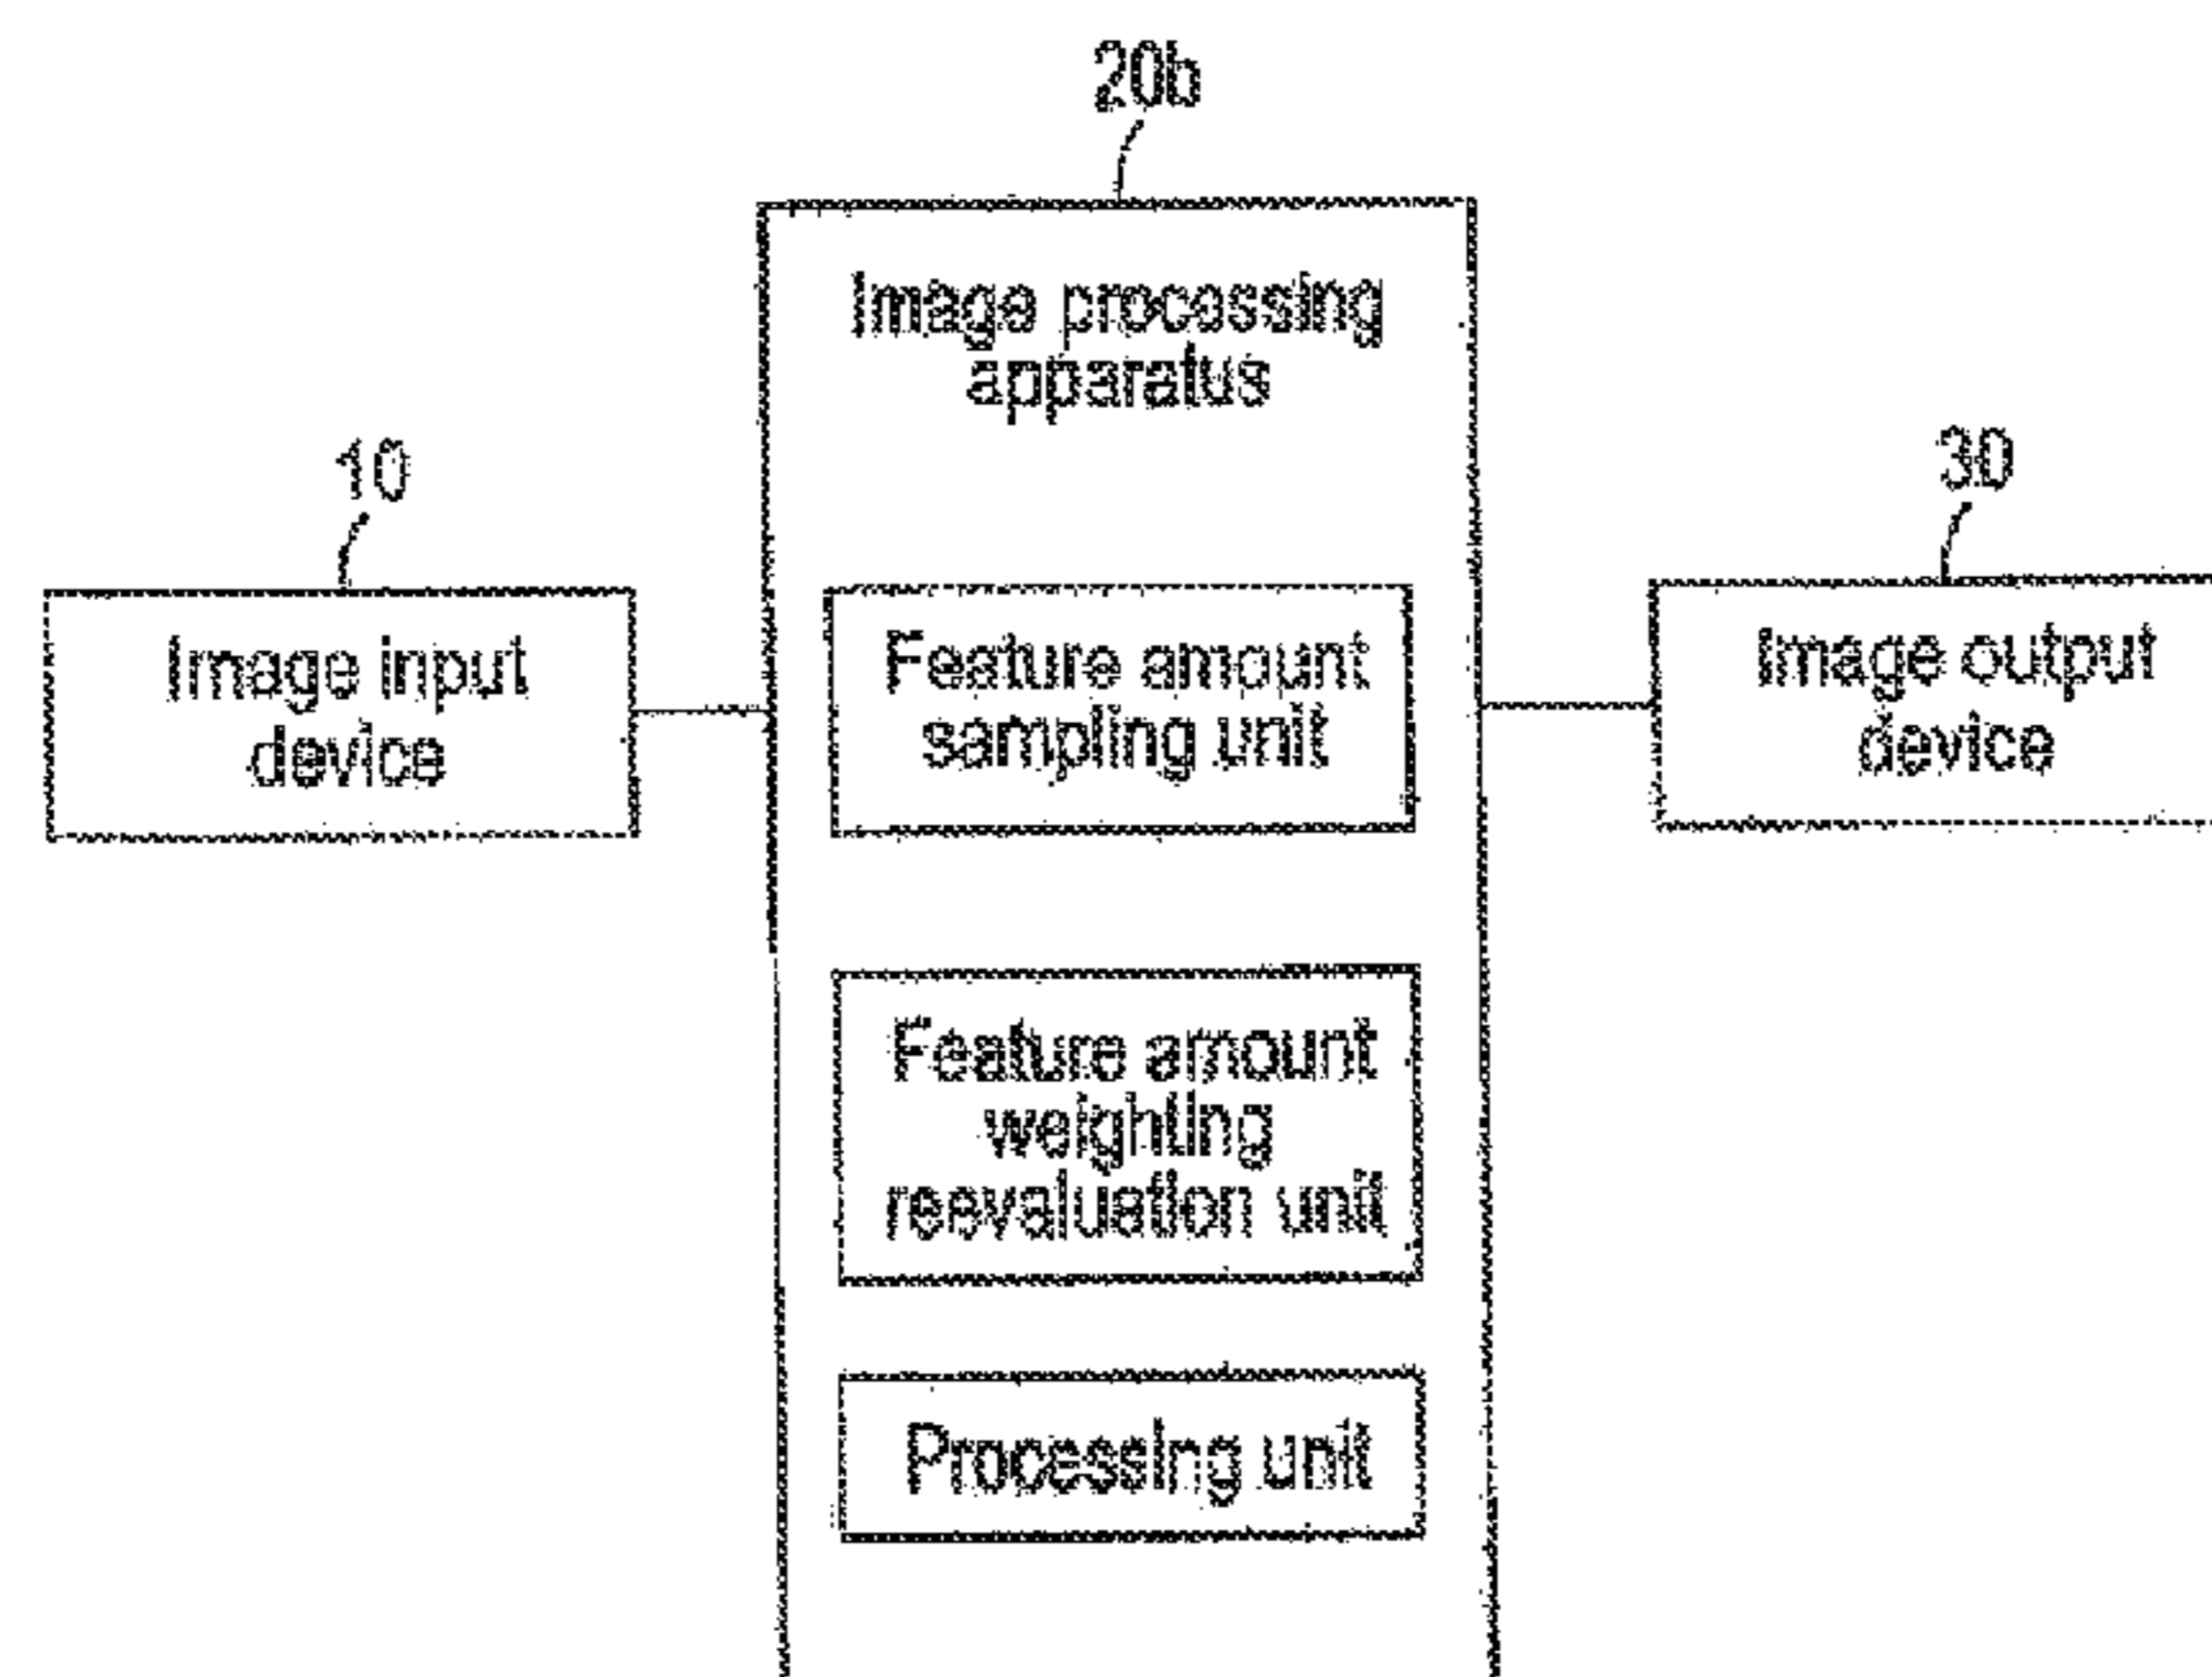 20b
Image processing
apparatus
10
Image input
device
Feature amount
sampling unit
30
Image output
device
Feature amount
weighting
reevaluation unit
Processing unit